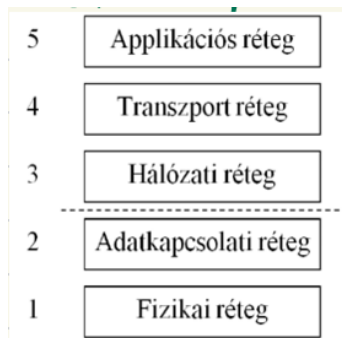 5 Applikációs réteg
4 Transzport réteg
3 Hálózati réteg
2 Adatkapcsolati réteg
1 Fizikai réteg